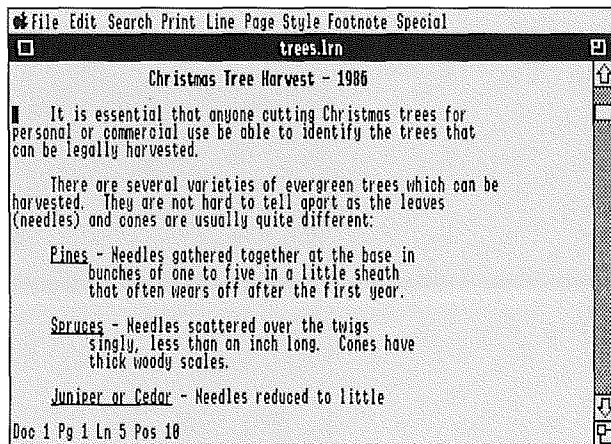 File Edit Search Print Line Page Style Footnote Special
trees.lrn
Christmas Tree Harvest - 1986
It is essential that anyone cutting Christmas trees for
personal or commercial use be able to identify the trees that
can be legally harvested.
There are several varieties of evergreen trees which can be
harvested. They are not hard to tell apart as the leaves
(needles) and cones are usually quite different:
Pines - Needles gathered together at the base in
bunches of one to five in a little sheath
that often wears off after the first year.
Spruces - Needles scattered over the twigs
singly, less than an inch long. Cones have
thick woody scales.
Juniper or Cedar - Needles reduced to little
Doc 1 Pg 1 Ln 5 Pos 10